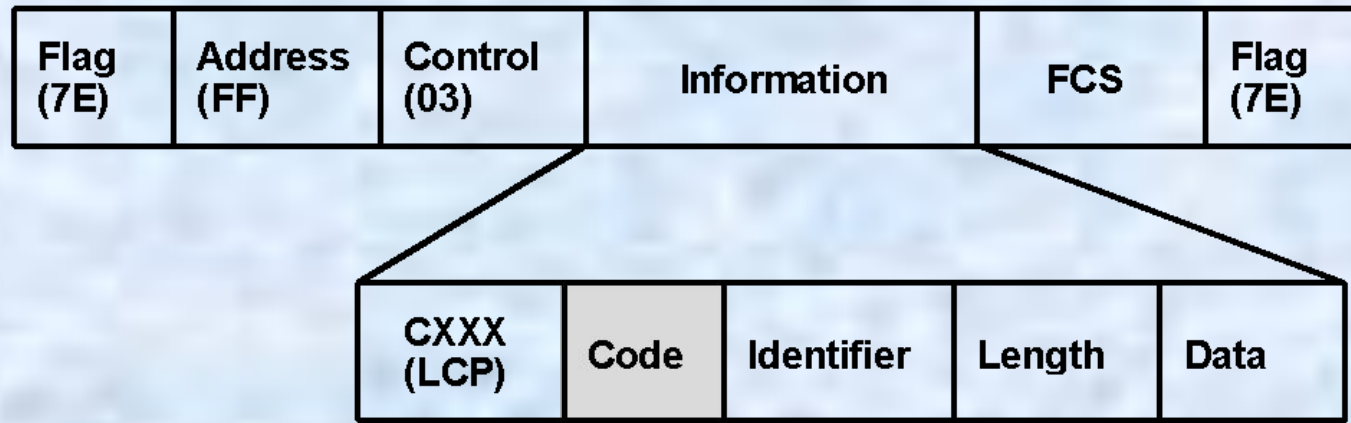 Flag
(7E)
Address
(FF)
Control
(03)
Information
FCS
Flag
(7E)
CXXX
(LCP)
Code
Identifier
Length
Data